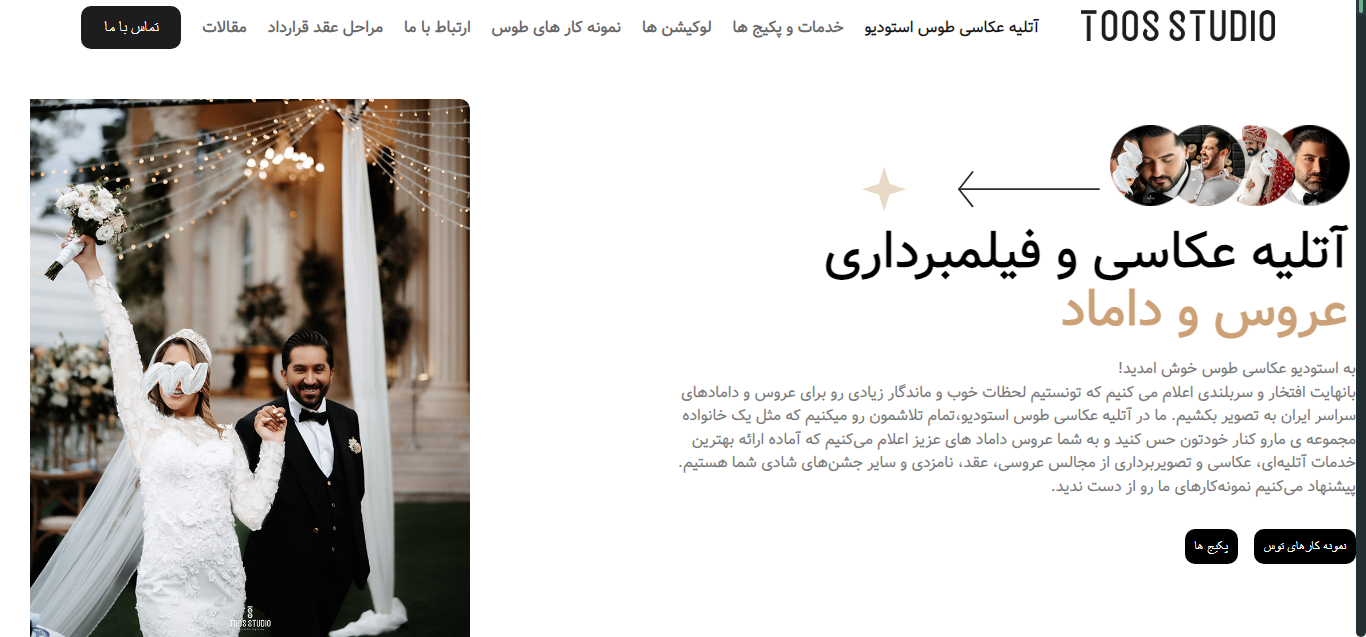 TOOS STUDIO
آتلیه عکاسی طوس استودیو
خدمات و پکیج ها
لوکیشن ها
نمونه کار های طوس
ارتباط با ما
مراحل عقد قرارداد
مقالات
تماس با ما
آتلیه عکاسی و فیلمبرداری
عروس و داماد
به استودیو عکاسی طوس خوش امدید!
بانهایت افتخار و سربلندی اعلام می کنیم که تونستیم لحظات خوب و ماندگار زیادی رو برای عروس و دامادهای
سراسر ایران به تصویر بکشیم. ما در آتلیه عکاسی طوس استودیو،تمام تلاشمون رو میکنیم که مثل یک خانواده
مجموعه ی مارو کنار خودتون حس کنید و به شما عروس داماد های عزیز اعلام می‌کنیم که آماده ارائه بهترین
خدمات آتلیه‌ای، عکاسی و تصویربرداری از مجالس عروسی، عقد، نامزدی و سایر جشن‌های شادی شما هستیم.
پیشنهاد می‌کنیم نمونه‌کارهای ما رو از دست ندید.
نمونه کارهای توس
پکیج ها
TOOS STUDIO